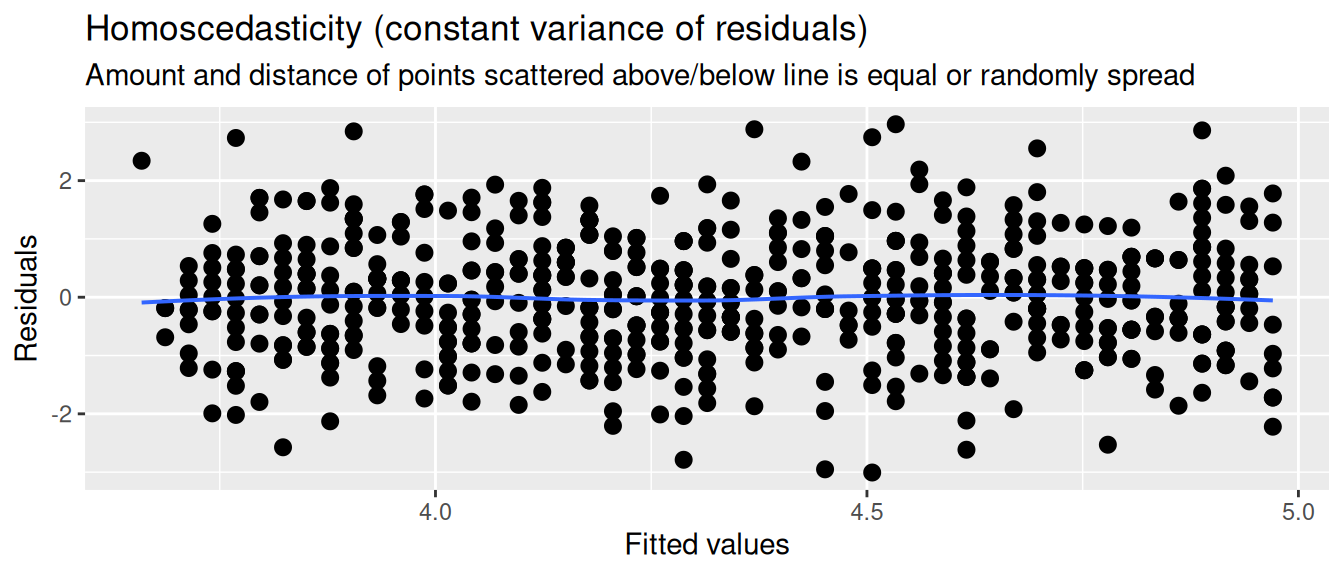 Homoscedasticity (constant variance of residuals)
Amount and distance of points scattered above/below line is equal or randomly spread
Residuals
2
0
-2
4.0
4.5
5.0
Fitted values